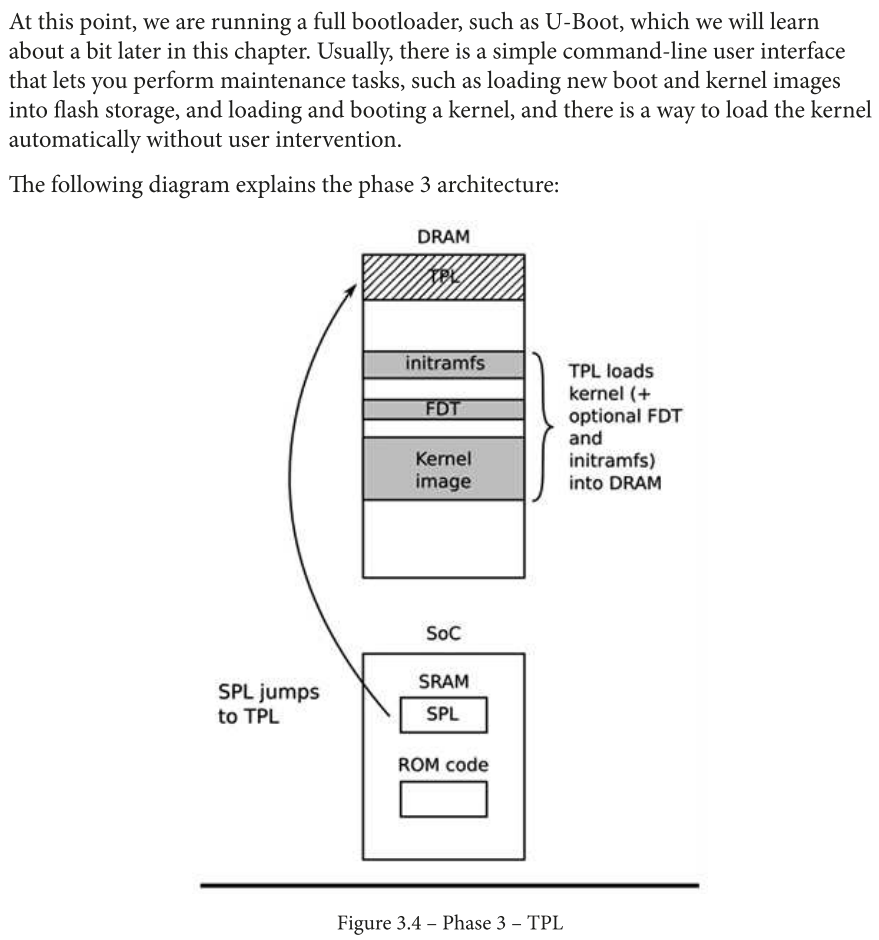 At this point, we are running a full bootloader, such as U-Boot, which we will learn
about a bit later in this chapter. Usually, there is a simple command-line user interface
that lets you perform maintenance tasks, such as loading new boot and kernel images
into flash storage, and loading and booting a kernel, and there is a way to load the kernel
automatically without user intervention.
The following diagram explains the phase 3 architecture:
DRAM
TPL
initramfs
FDT
Kernel
image
TPL loads
kernel (+
optional FDT
and
initramfs)
into DRAM
SoC
SRAM
SPL
SPL jumps
to TPL
ROM code
Figure 3.4 – Phase 3 – TPL